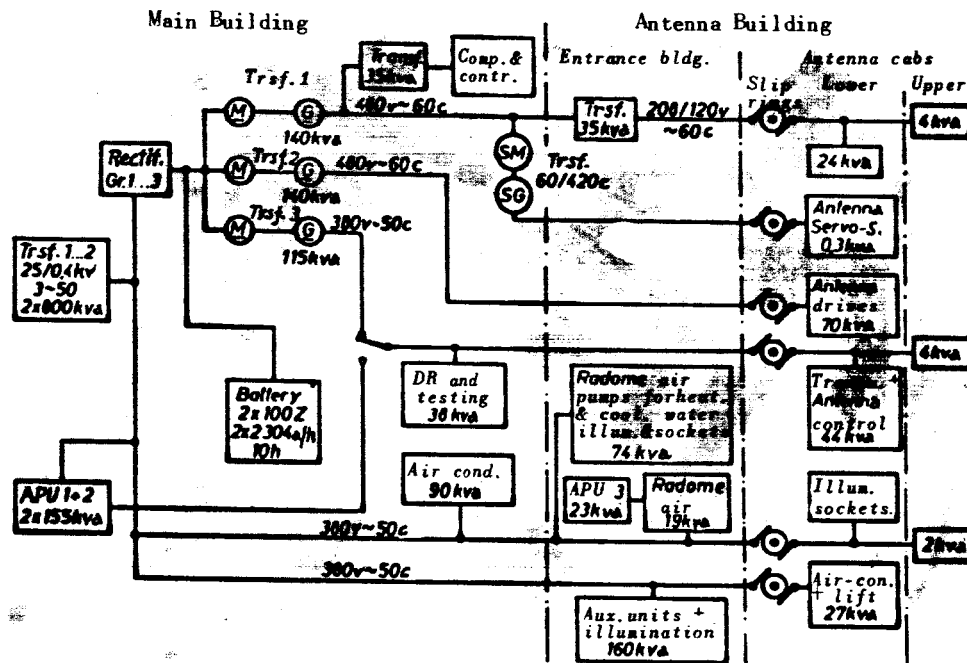 Main Building
Antenna Building
Trsf. 1
Transf.
35kva
Comp. &
contr.
Entrance bldg.
Antenna cabs
Slip
rings
Lower
Upper
M
G
140kva
480v~60c
Trsf.
35kva
208/120v
~60c
4kva
24kva
Rectif.
Gr. 1...3
M
Trsf. 2
G
140kva
480v~60c
SM
SG
Trsf.
60/420c
M
Trsf. 3
G
115kva
380v~50c
Antenna
Servo-S.
0,3kva
Trsf. 1...2
25/0,4kv
3~50
2x800kva
Antenna
drives
70kva
4kva
DR and
testing
38kva
Battery
2x100Z
2x2304a/h
10h
Radome air
pumps for heat.
& cool. water
illum. & sockets
74kva
Antenna
control
44kva
APU 1+2
2x155kva
Air cond.
90kva
APU 3
23kva
Radome
air
19kva
Illum.
sockets.
380v~50c
2kva
380v~50c
Air-con.
+ lift
27kva
Aux. units +
illumination
160kva